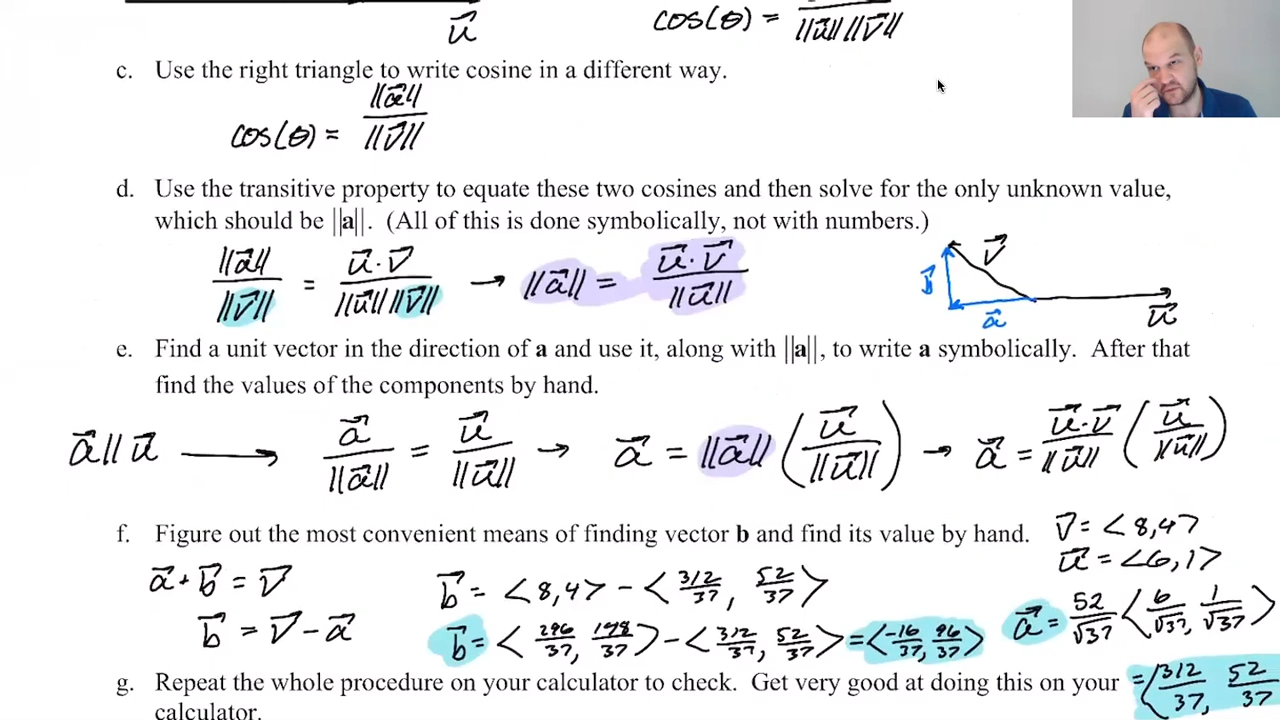 u⃗
cos(θ) = / ‖u⃗‖‖v⃗‖
c. Use the right triangle to write cosine in a different way.
cos(θ) = ‖a⃗‖ / ‖v⃗‖
d. Use the transitive property to equate these two cosines and then solve for the only unknown value,
which should be ||a||. (All of this is done symbolically, not with numbers.)
‖a⃗‖ / ‖v⃗‖ = u⃗·v⃗ / ‖u⃗‖‖v⃗‖ → ‖a⃗‖ = u⃗·v⃗ / ‖u⃗‖
v⃗
b⃗
a⃗
u⃗
e. Find a unit vector in the direction of a and use it, along with ||a||, to write a symbolically. After that
find the values of the components by hand.
a⃗ ∥ u⃗ → a⃗ / ‖a⃗‖ = u⃗ / ‖u⃗‖ → a⃗ = ‖a⃗‖ (u⃗ / ‖u⃗‖) → a⃗ = u⃗·v⃗ / ‖u⃗‖ (u⃗ / ‖u⃗‖)
f. Figure out the most convenient means of finding vector b and find its value by hand.
v⃗ = <8,4>
u⃗ = <6,1>
a⃗ + b⃗ = v⃗
b⃗ = <8,4> - <312/37, 52/37>
b⃗ = v⃗ - a⃗
b⃗ = <296/37, 148/37> - <312/37, 52/37> = <-16/37, 96/37>
a⃗ = 52/√37 <6/√37, 1/√37>
g. Repeat the whole procedure on your calculator to check. Get very good at doing this on your
calculator.
= <312/37, 52/37